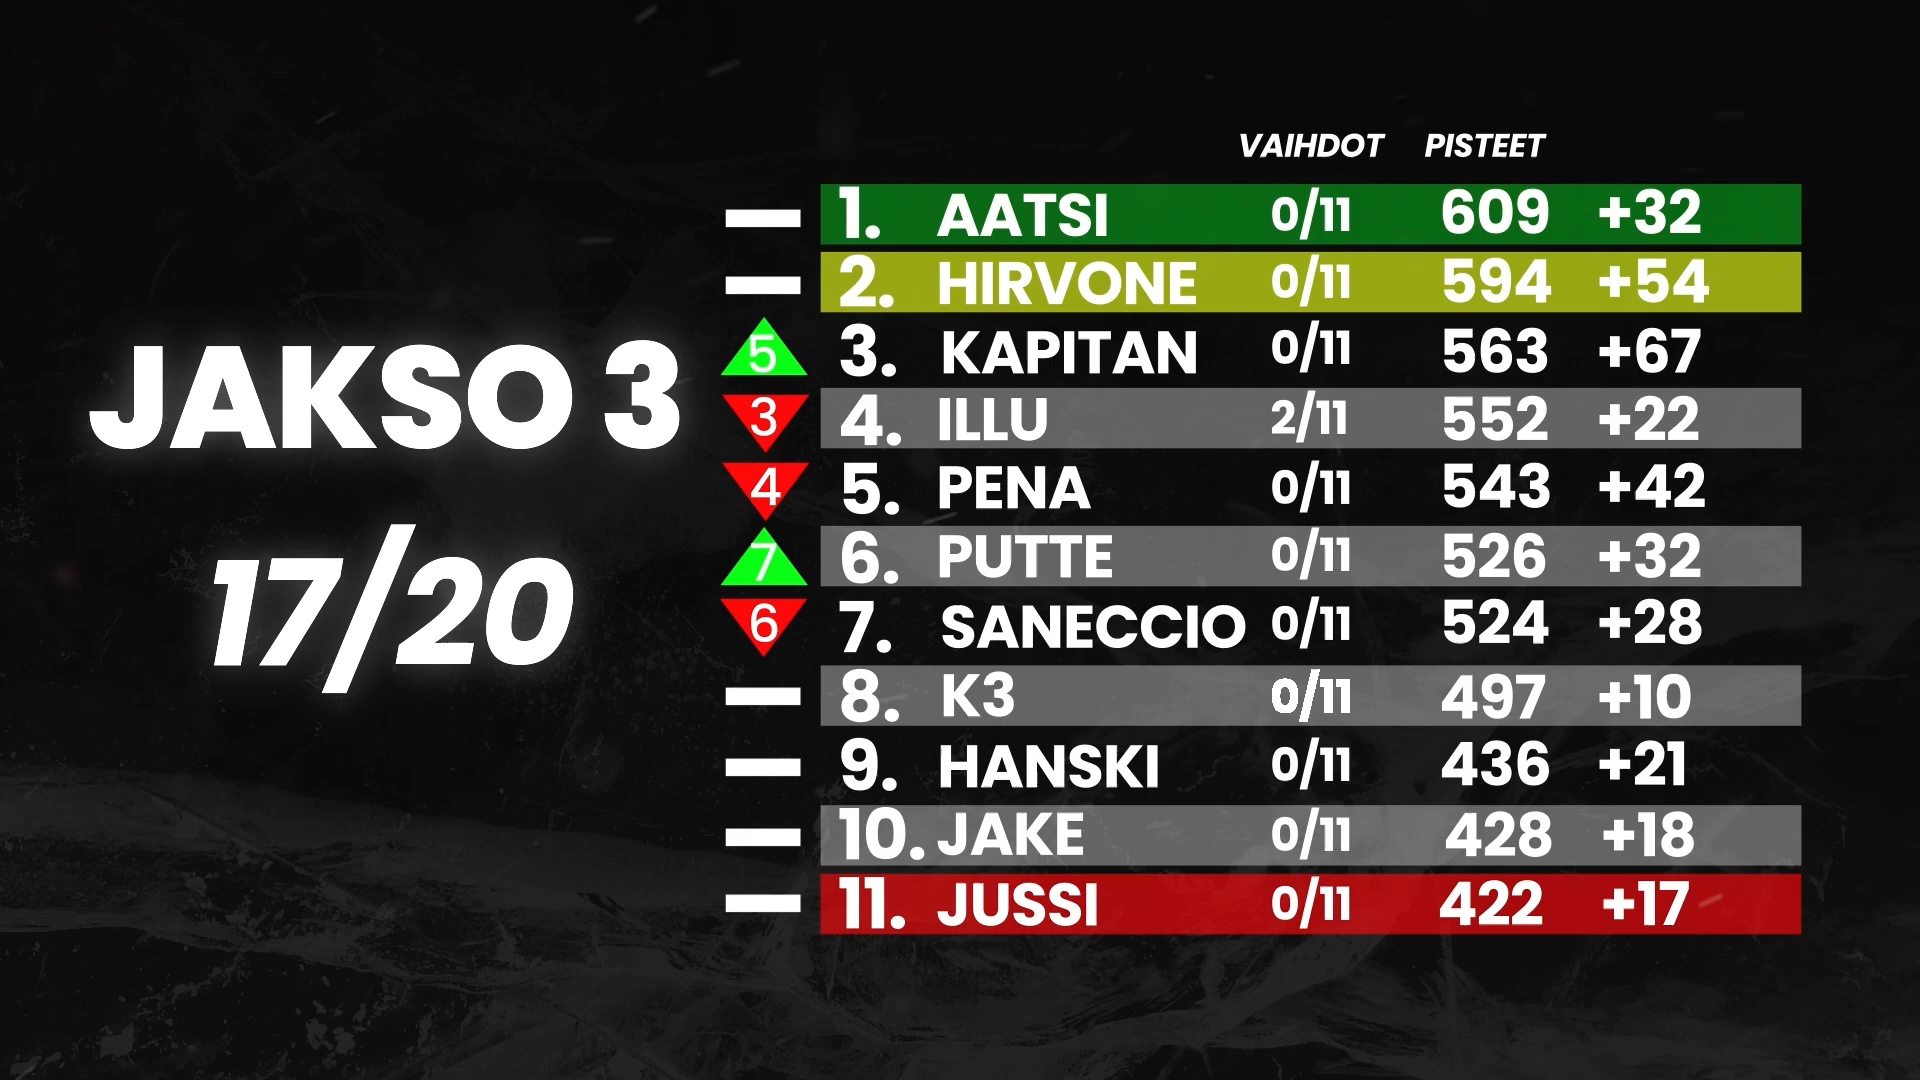 JAKSO 3
17/20
VAIHDOT PISTEET
1. AATSI 0/11 609 +32
2. HIRVONE 0/11 594 +54
5 3. KAPITAN 0/11 563 +67
3 4. ILLU 2/11 552 +22
4 5. PENA 0/11 543 +42
7 6. PUTTE 0/11 526 +32
6 7. SANECCIO 0/11 524 +28
8. K3 0/11 497 +10
9. HANSKI 0/11 436 +21
10. JAKE 0/11 428 +18
11. JUSSI 0/11 422 +17